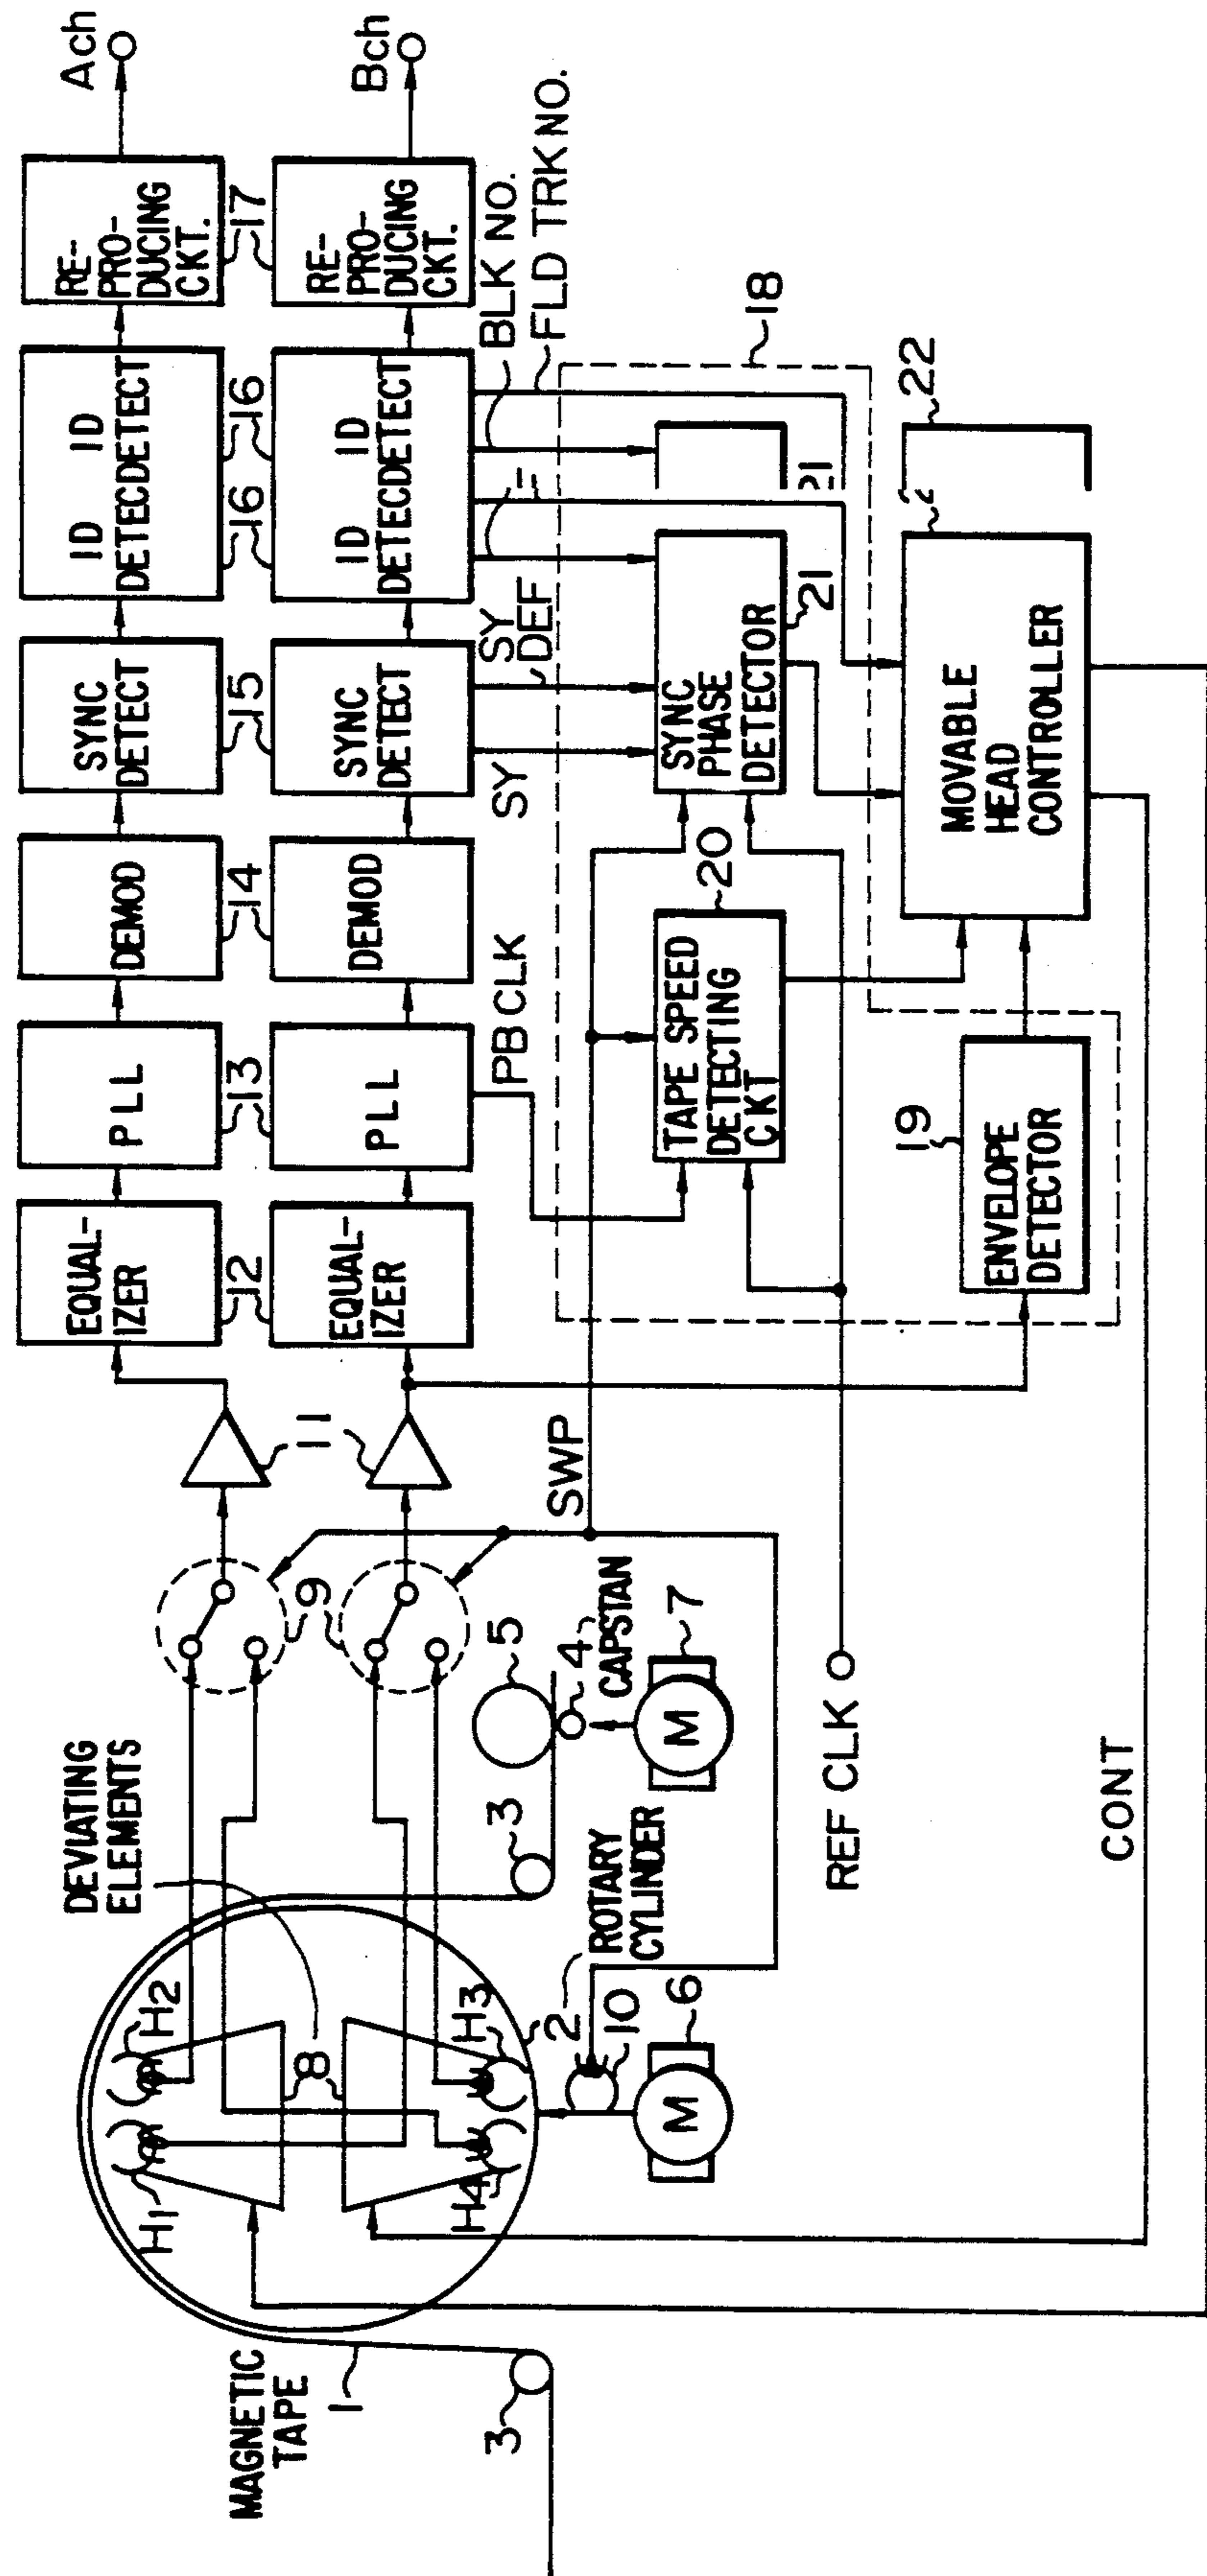 MAGNETIC
TAPE
1
3
H1
H2
H3
H4
8
DEVIATING
ELEMENTS
2
ROTARY
CYLINDER
10
M
6
3
5
4
CAPSTAN
M
7
9
SWP
REF CLK
CONT
11
EQUAL-
IZER
12
EQUAL-
IZER
PLL
13
PLL
PB CLK
DEMOD
14
DEMOD
SYNC
DETECT
15
SYNC
DETECT
SY
SY
DEF
ID ID
DETECDETECT
16 16
ID ID
DETECDETECT
BLK NO.
FLD TRK NO.
RE-
PRO-
DUCING
CKT.
17
RE-
PRO-
DUCING
CKT.
Ach
Bch
18
TAPE SPEED
DETECTING
CKT
20
SYNC
PHASE
DETECTOR
21
21
ENVELOPE
DETECTOR
19
MOVABLE
HEAD
CONTROLLER
22